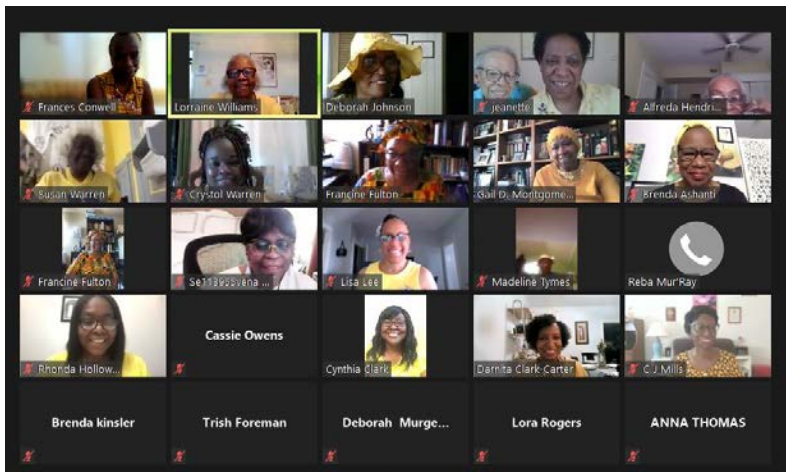 Frances Conwell
Lorraine Williams
Deborah Johnson
jeanette
Alfreda Hendri...
Susan Warren
Crystol Warren
Francine Fulton
Gail D. Montgome...
Brenda Ashanti
Francine Fulton
Lisa Lee
Madeline Tymes
Reba Mur'Ray
Rhonda Hollow...
Cassie Owens
Cynthia Clark
Darnita Clark-Carter
C J Mills
Brenda kinsler
Trish Foreman
Deborah Murge...
Lora Rogers
ANNA THOMAS